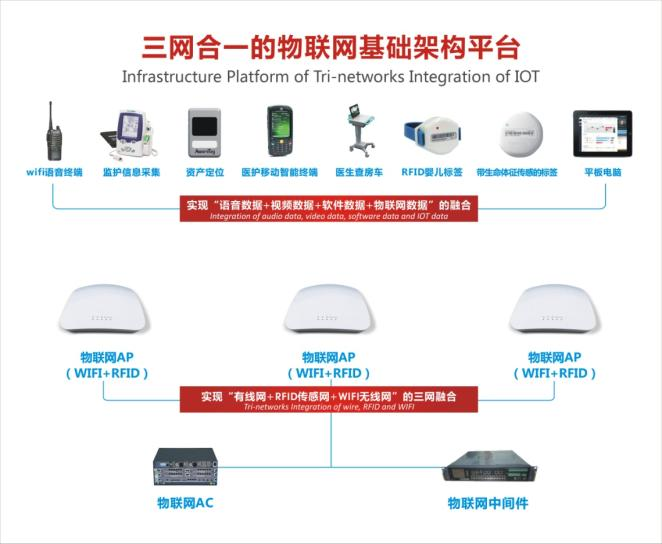 三网合一的物联网基础架构平台
Infrastructure Platform of Tri-networks Integration of IOT
wifi语音终端
监护信息采集
资产定位
医护移动智能终端
医生查房车
RFID婴儿标签
带生命体征传感的标签
平板电脑
实现“语音数据+视频数据+软件数据+物联网数据”的融合
Integration of audio data, video data, software data and IOT data
物联网AP
（WIFI+RFID）
物联网AP
（WIFI+RFID）
物联网AP
（WIFI+RFID）
实现“有线网+RFID传感网+WIFI无线网”的三网融合
Tri-networks Integration of wire, RFID and WIFI
物联网AC
物联网中间件